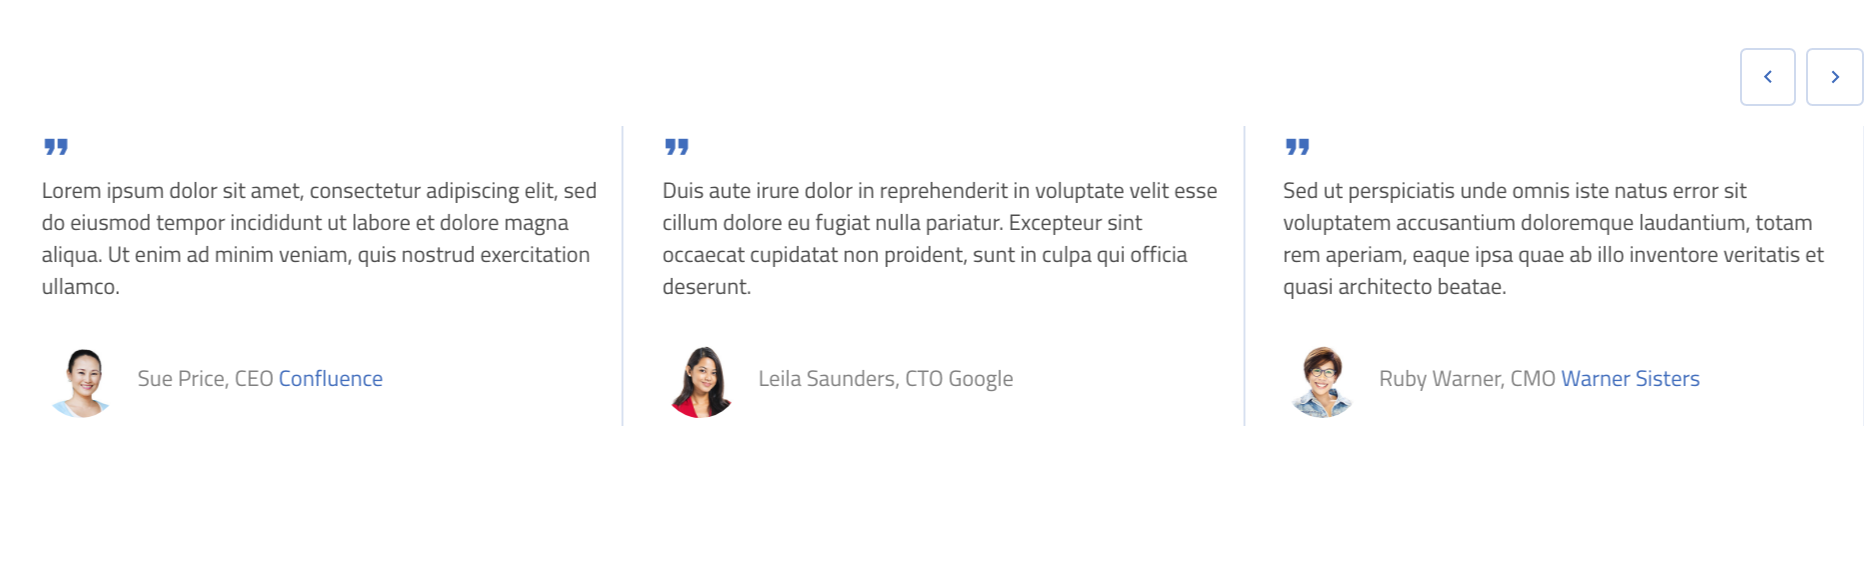 Lorem ipsum dolor sit amet, consectetur adipiscing elit, sed
do eiusmod tempor incididunt ut labore et dolore magna
aliqua. Ut enim ad minim veniam, quis nostrud exercitation
ullamco.
Sue Price, CEO Confluence
Duis aute irure dolor in reprehenderit in voluptate velit esse
cillum dolore eu fugiat nulla pariatur. Excepteur sint
occaecat cupidatat non proident, sunt in culpa qui officia
deserunt.
Leila Saunders, CTO Google
Sed ut perspiciatis unde omnis iste natus error sit
voluptatem accusantium doloremque laudantium, totam
rem aperiam, eaque ipsa quae ab illo inventore veritatis et
quasi architecto beatae.
Ruby Warner, CMO Warner Sisters